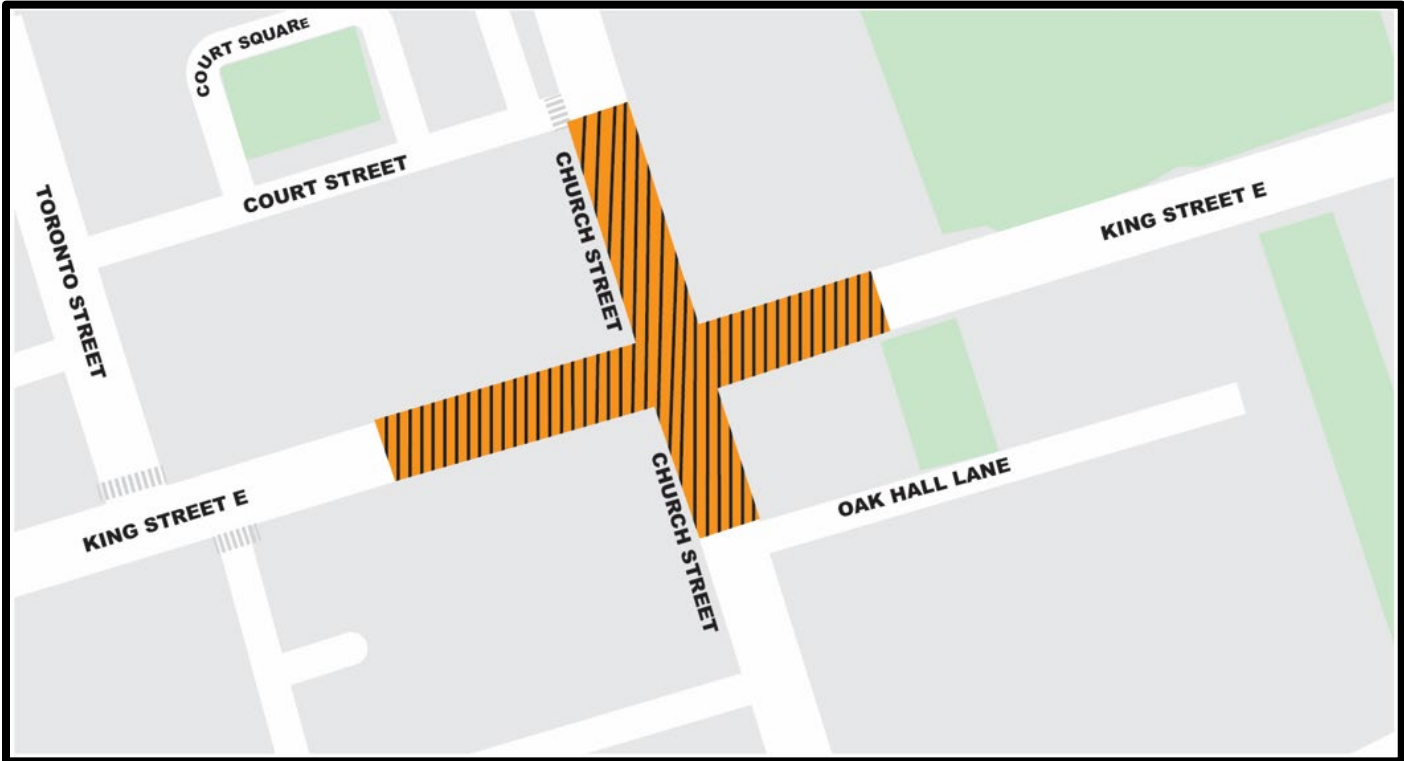 COURT SQUARE
COURT STREET
TORONTO STREET
CHURCH STREET
KING STREET E
KING STREET E
CHURCH STREET
OAK HALL LANE